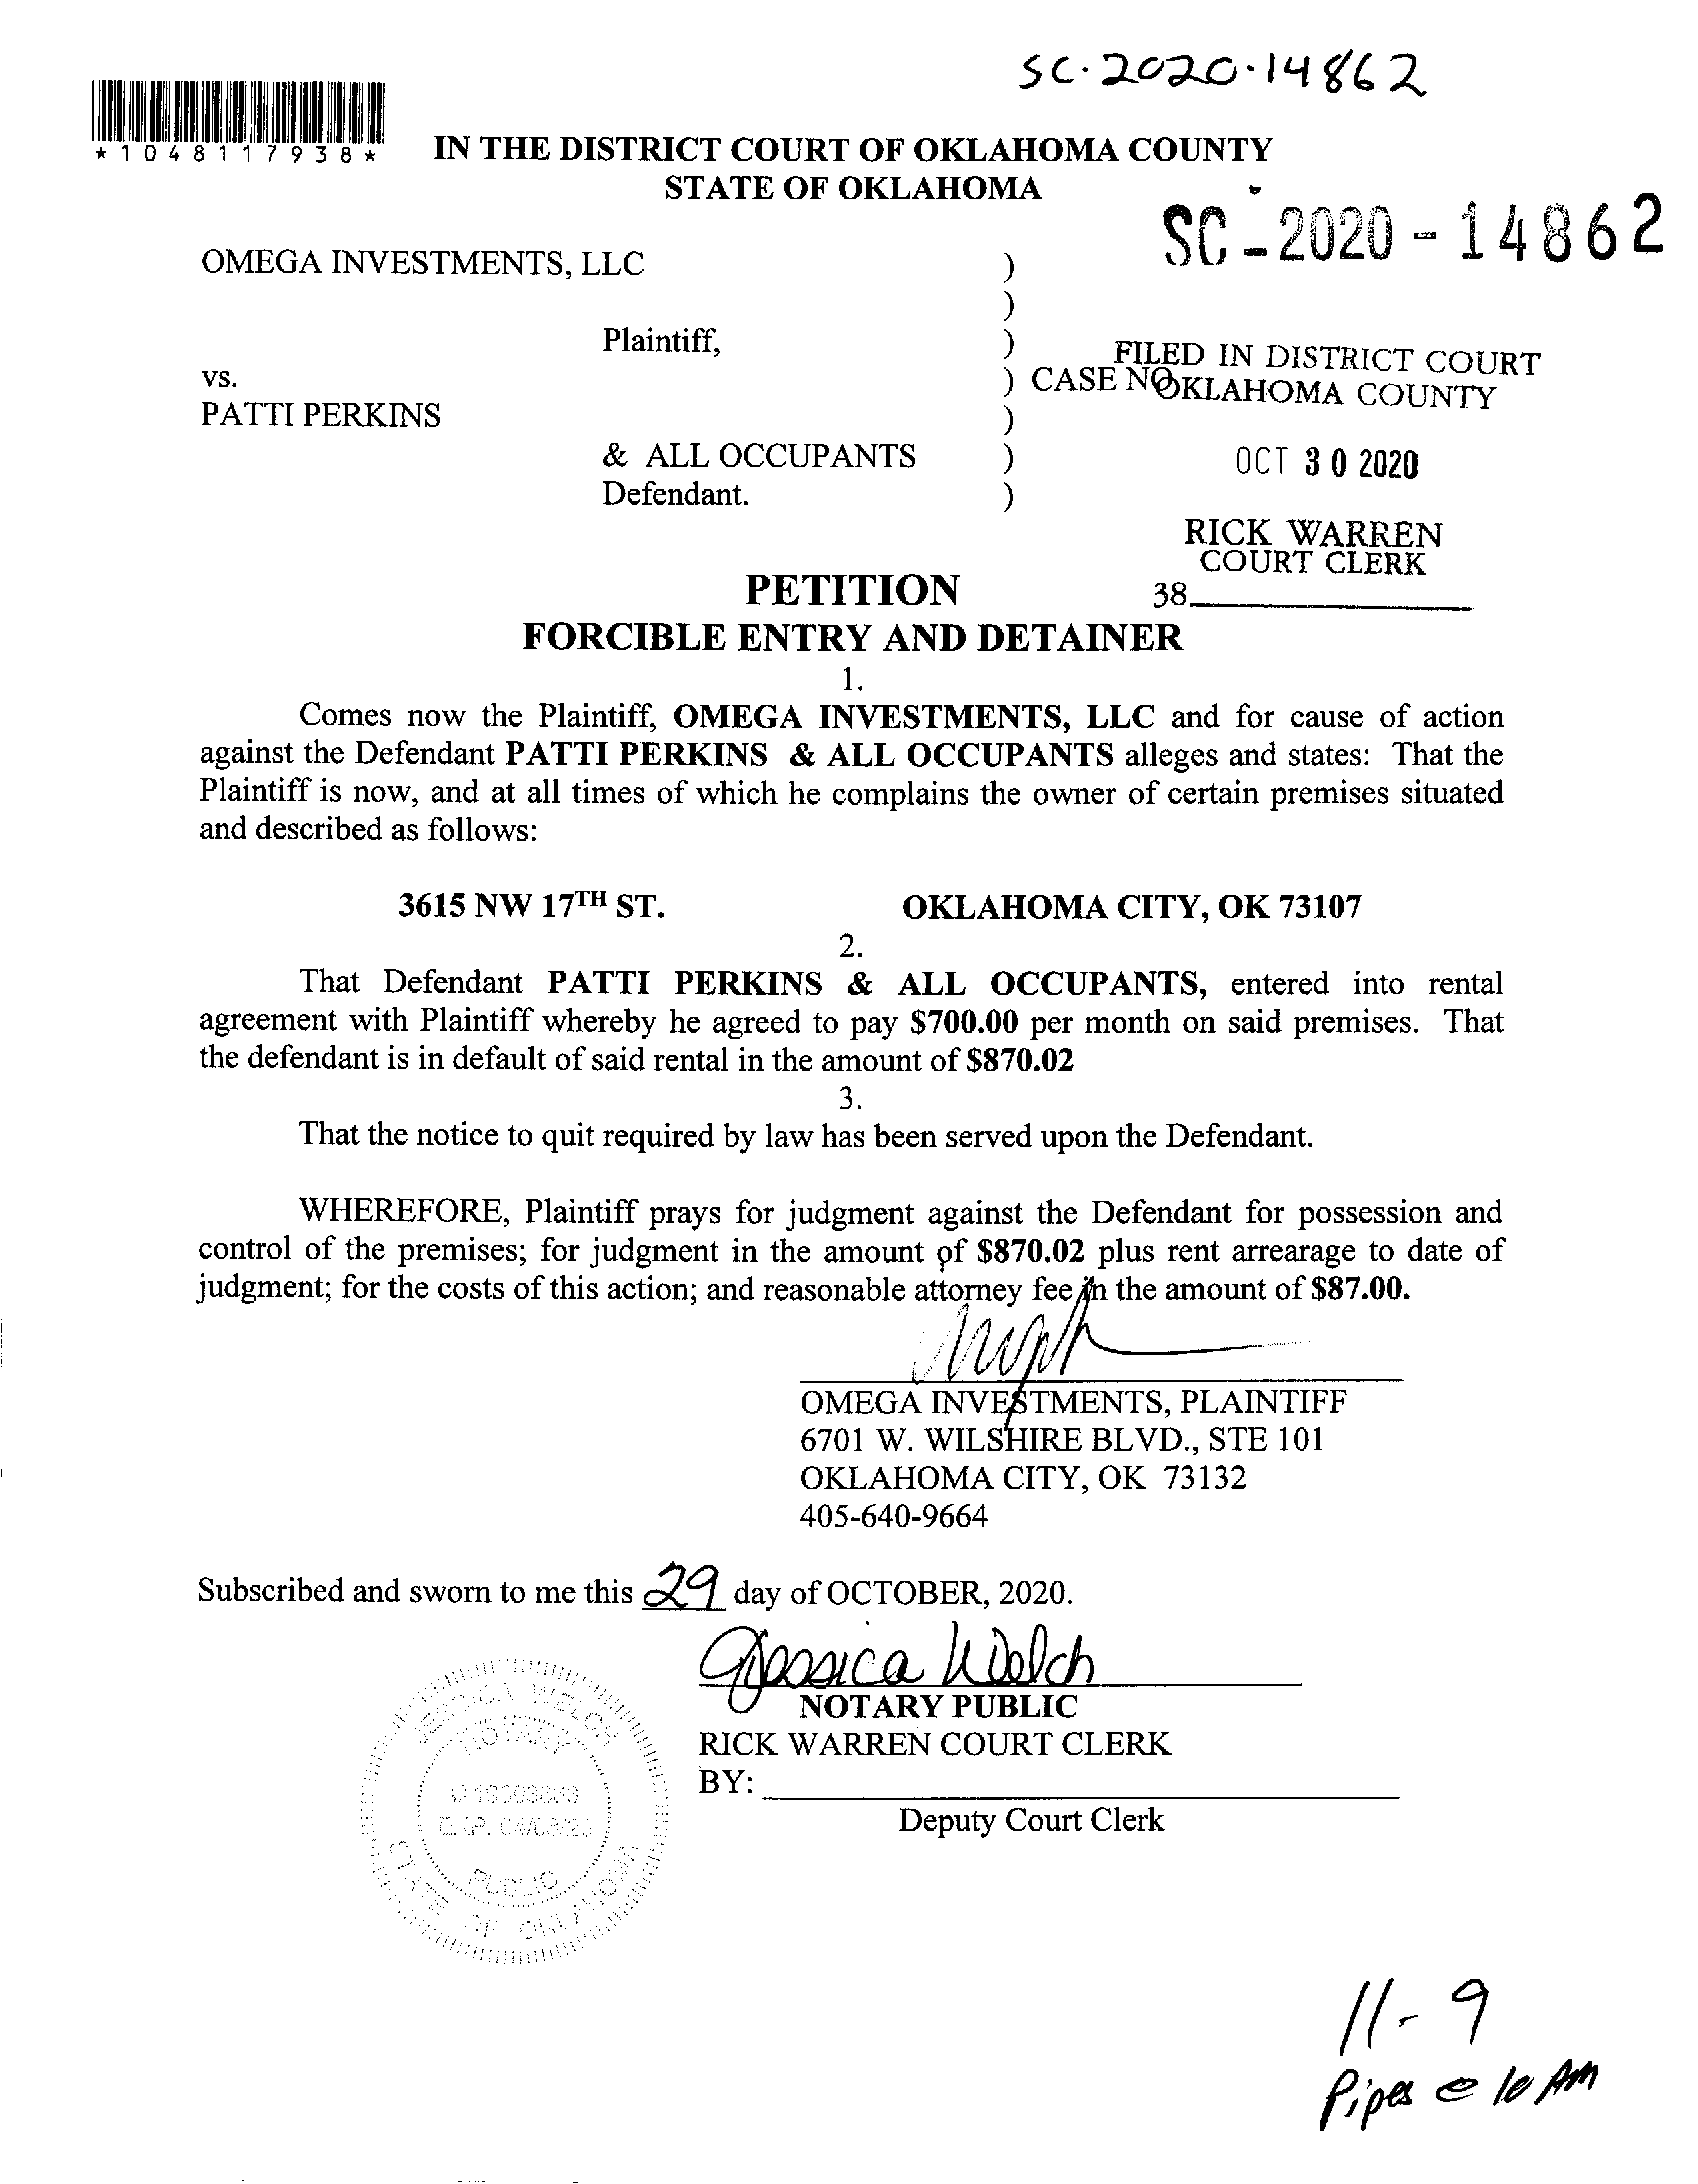 SC-2020-14862
*1048117938*
IN THE DISTRICT COURT OF OKLAHOMA COUNTY
STATE OF OKLAHOMA
SC-2020-14862
OMEGA INVESTMENTS, LLC )
)
Plaintiff, )
FILED IN DISTRICT COURT
vs. ) CASE NO
OKLAHOMA COUNTY
PATTI PERKINS )
& ALL OCCUPANTS )
OCT 30 2020
Defendant. )
RICK WARREN
COURT CLERK
38
PETITION
FORCIBLE ENTRY AND DETAINER
1.
Comes now the Plaintiff, OMEGA INVESTMENTS, LLC and for cause of action
against the Defendant PATTI PERKINS & ALL OCCUPANTS alleges and states: That the
Plaintiff is now, and at all times of which he complains the owner of certain premises situated
and described as follows:
3615 NW 17TH ST. OKLAHOMA CITY, OK 73107
2.
That Defendant PATTI PERKINS & ALL OCCUPANTS, entered into rental
agreement with Plaintiff whereby he agreed to pay $700.00 per month on said premises. That
the defendant is in default of said rental in the amount of $870.02
3.
That the notice to quit required by law has been served upon the Defendant.
WHEREFORE, Plaintiff prays for judgment against the Defendant for possession and
control of the premises; for judgment in the amount of $870.02 plus rent arrearage to date of
judgment; for the costs of this action; and reasonable attorney fee in the amount of $87.00.
OMEGA INVESTMENTS, PLAINTIFF
6701 W. WILSHIRE BLVD., STE 101
OKLAHOMA CITY, OK 73132
405-640-9664
Subscribed and sworn to me this 29 day of OCTOBER, 2020.
Jessica Welch
NOTARY PUBLIC
RICK WARREN COURT CLERK
BY:
Deputy Court Clerk
JESSICA WELCH
NOTARY
PUBLIC
STATE OF OKLAHOMA
11-9
Pipes @ 10 AM